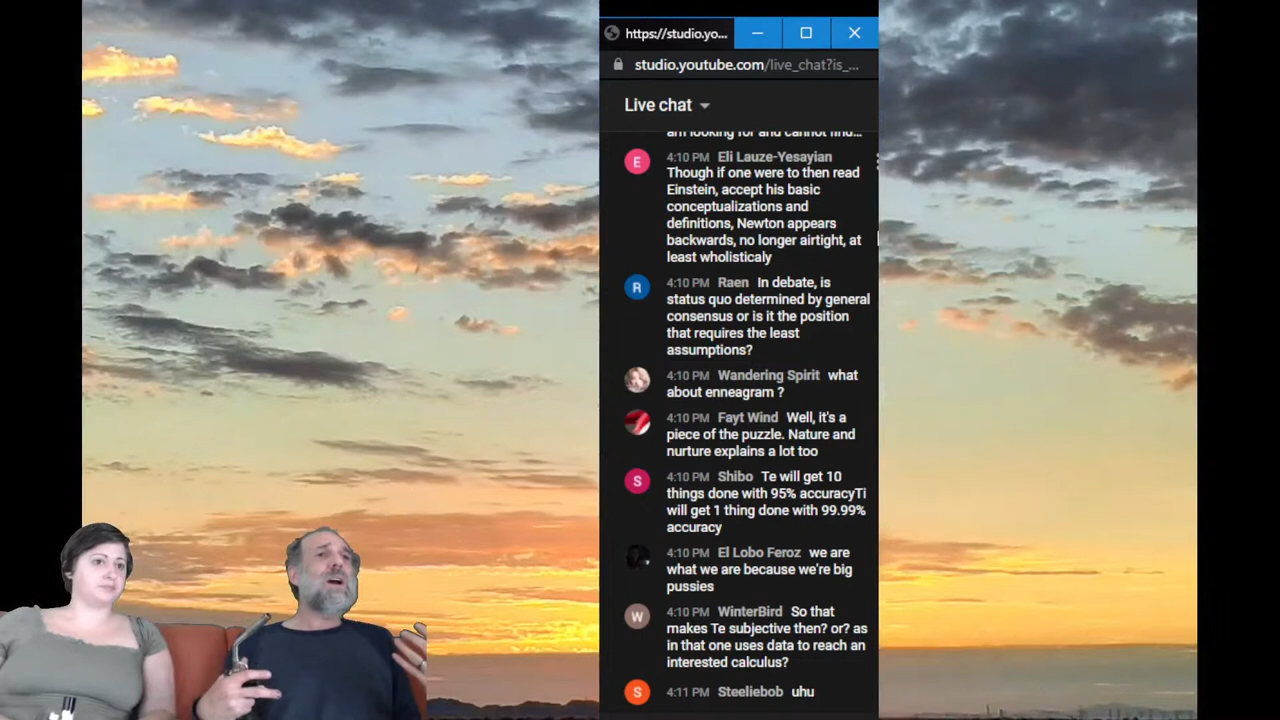 https://studio.yo...
studio.youtube.com/live_chat?is_...
Live chat
am looking for and cannot find...
E
4:10 PM Eli Lauze-Yesayian
Though if one were to then read
Einstein, accept his basic
conceptualizations and
definitions, Newton appears
backwards, no longer airtight, at
least wholisticaly
R
4:10 PM Raen In debate, is
status quo determined by general
consensus or is it the position
that requires the least
assumptions?
4:10 PM Wandering Spirit what
about enneagram ?
4:10 PM Fayt Wind Well, it's a
piece of the puzzle. Nature and
nurture explains a lot too
S
4:10 PM Shibo Te will get 10
things done with 95% accuracyTi
will get 1 thing done with 99.99%
accuracy
4:10 PM El Lobo Feroz we are
what we are because we're big
pussies
W
4:10 PM WinterBird So that
makes Te subjective then? or? as
in that one uses data to reach an
interested calculus?
S
4:11 PM Steeliebob uhu